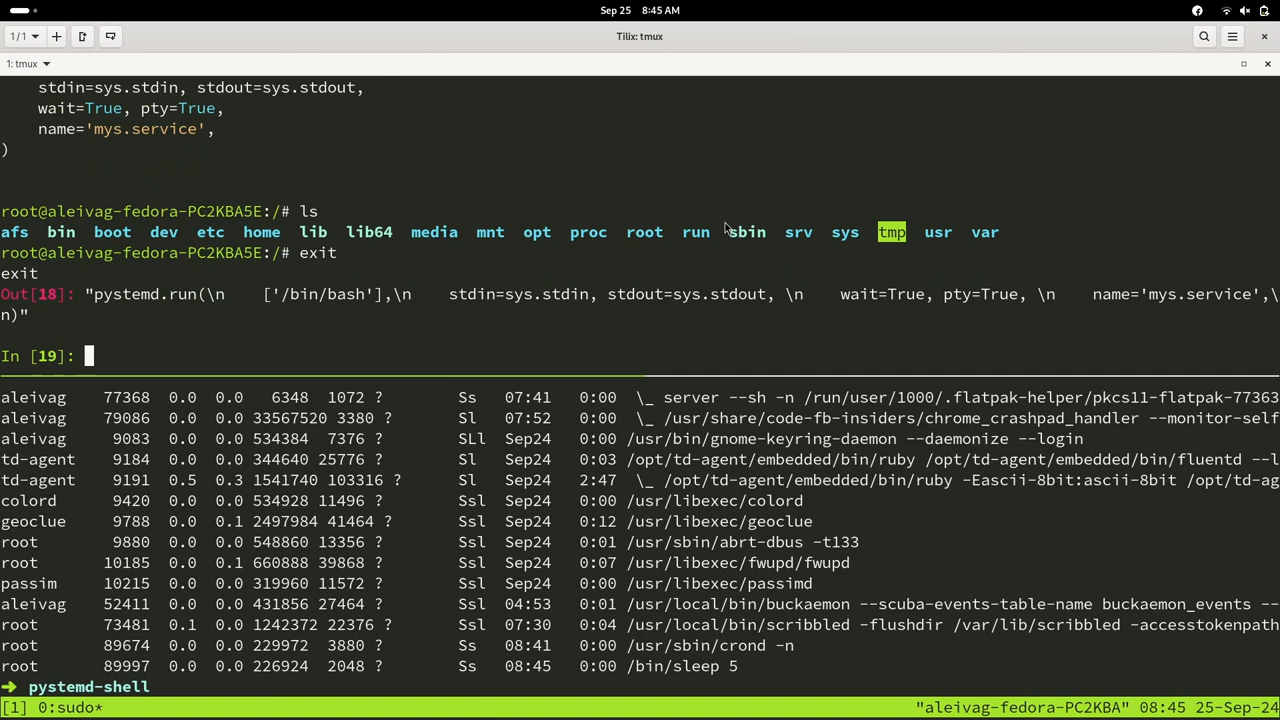 Sep 25 8:45 AM
1/1
Tilix: tmux
1: tmux
stdin=sys.stdin, stdout=sys.stdout,
wait=True, pty=True,
name='mys.service',
)
root@aleivag-fedora-PC2KBA5E:/# ls
afs bin boot dev etc home lib lib64 media mnt opt proc root run sbin srv sys tmp usr var
root@aleivag-fedora-PC2KBA5E:/# exit
exit
Out[18]: "pystemd.run(\n    ['/bin/bash'],\n    stdin=sys.stdin, stdout=sys.stdout, \n    wait=True, pty=True, \n    name='mys.service',\
n)"
In [19]:
aleivag 77368 0.0 0.0 6348 1072 ? Ss 07:41 0:00 \_ server --sh -n /run/user/1000/.flatpak-helper/pkcs11-flatpak-77363
aleivag 79086 0.0 0.0 33567520 3380 ? Sl 07:52 0:00 \_ /usr/share/code-fb-insiders/chrome_crashpad_handler --monitor-self
aleivag 9083 0.0 0.0 534384 7376 ? SLl Sep24 0:00 /usr/bin/gnome-keyring-daemon --daemonize --login
td-agent 9184 0.0 0.0 344640 25776 ? Sl Sep24 0:03 /opt/td-agent/embedded/bin/ruby /opt/td-agent/embedded/bin/fluentd --l
td-agent 9191 0.5 0.3 1541740 103316 ? Sl Sep24 2:47 \_ /opt/td-agent/embedded/bin/ruby -Eascii-8bit:ascii-8bit /opt/td-ag
colord 9420 0.0 0.0 534928 11496 ? Ssl Sep24 0:00 /usr/libexec/colord
geoclue 9788 0.0 0.1 2497984 41464 ? Ssl Sep24 0:12 /usr/libexec/geoclue
root 9880 0.0 0.0 548860 13356 ? Ssl Sep24 0:01 /usr/sbin/abrt-dbus -t133
root 10185 0.0 0.1 660888 39868 ? Ssl Sep24 0:07 /usr/libexec/fwupd/fwupd
passim 10215 0.0 0.0 319960 11572 ? Ssl Sep24 0:00 /usr/libexec/passimd
aleivag 52411 0.0 0.0 431856 27464 ? Ssl 04:53 0:01 /usr/local/bin/buckaemon --scuba-events-table-name buckaemon_events --
root 73481 0.1 0.0 1242372 22376 ? Ssl 07:30 0:04 /usr/local/bin/scribbled -flushdir /var/lib/scribbled -accesstokenpath
root 89674 0.0 0.0 229972 3880 ? Ss 08:41 0:00 /usr/sbin/crond -n
root 89997 0.0 0.0 226924 2048 ? Ss 08:45 0:00 /bin/sleep 5
➜ pystemd-shell
[1] 0:sudo* "aleivag-fedora-PC2KBA" 08:45 25-Sep-24